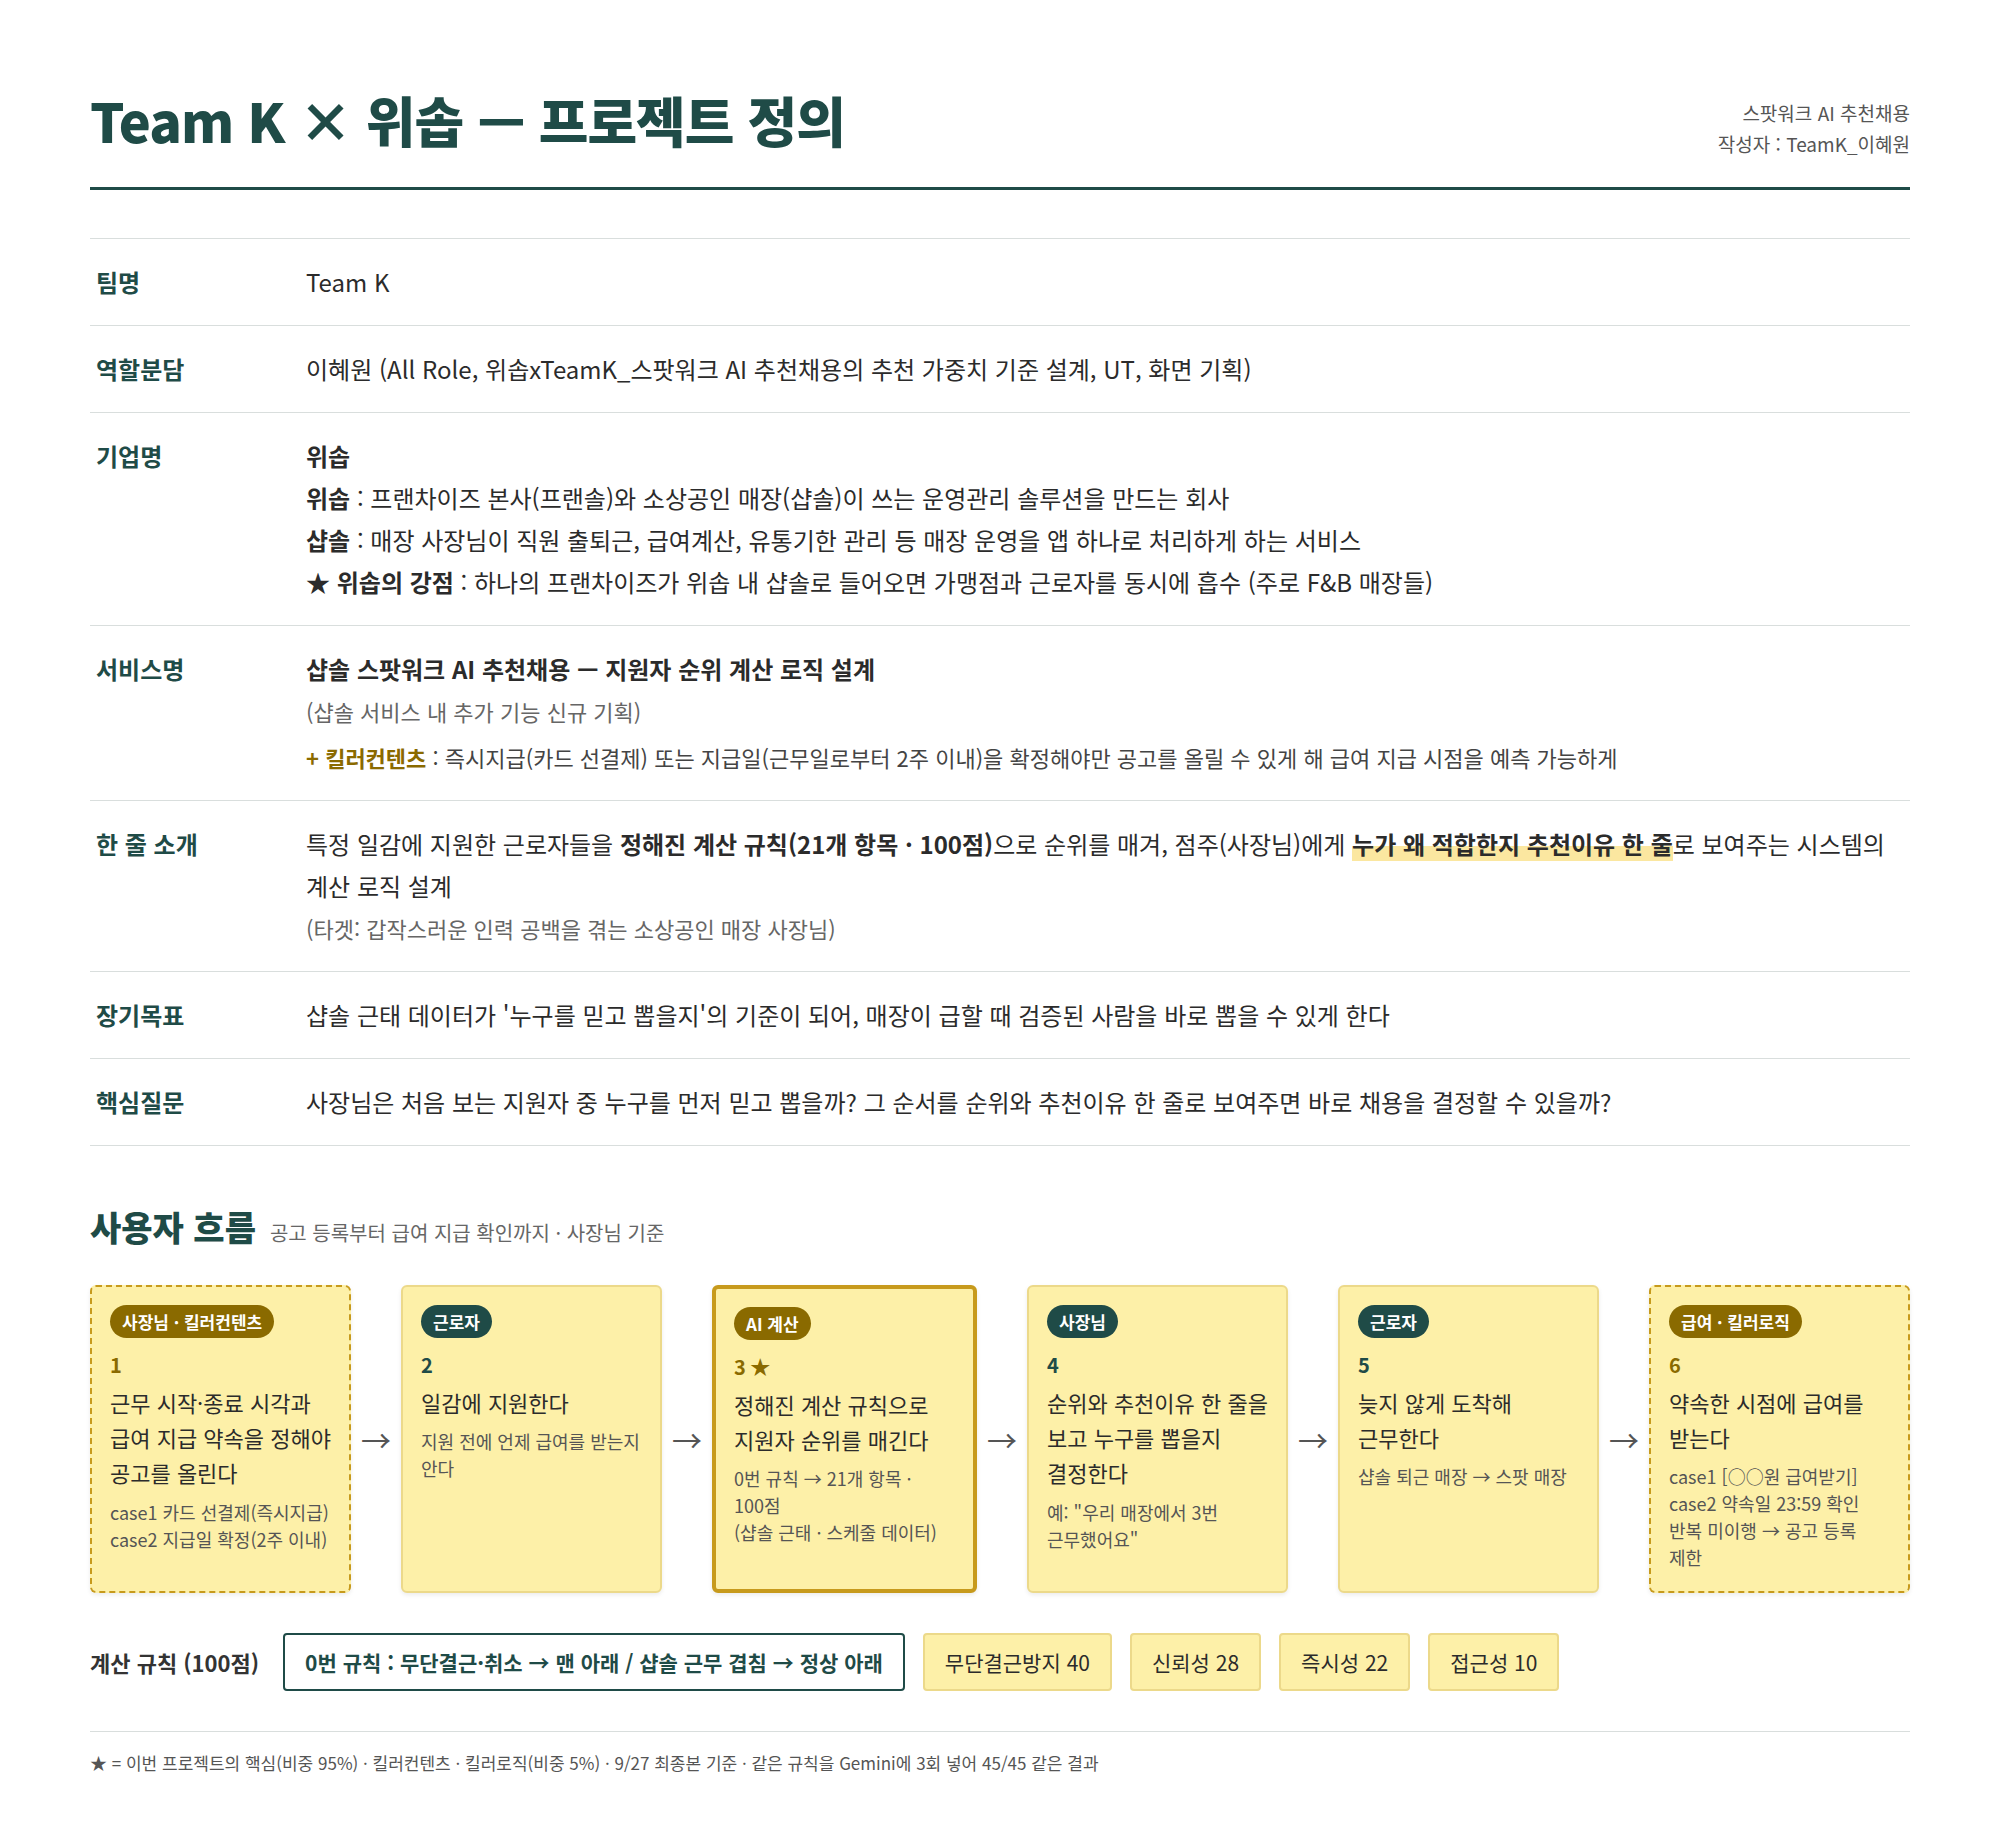 Team K × 위솝 — 프로젝트 정의
스팟워크 AI 추천채용
작성자 : TeamK_이혜원
팀명
Team K
역할분담
이혜원 (All Role, 위솝xTeamK_스팟워크 AI 추천채용의 추천 가중치 기준 설계, UT, 화면 기획)
기업명
위솝
위솝 : 프랜차이즈 본사(프랜솔)와 소상공인 매장(샵솔)이 쓰는 운영관리 솔루션을 만드는 회사
샵솔 : 매장 사장님이 직원 출퇴근, 급여계산, 유통기한 관리 등 매장 운영을 앱 하나로 처리하게 하는 서비스
★ 위솝의 강점 : 하나의 프랜차이즈가 위솝 내 샵솔로 들어오면 가맹점과 근로자를 동시에 흡수 (주로 F&B 매장들)
서비스명
샵솔 스팟워크 AI 추천채용 — 지원자 순위 계산 로직 설계
(샵솔 서비스 내 추가 기능 신규 기획)
+ 킬러컨텐츠 : 즉시지급(카드 선결제) 또는 지급일(근무일로부터 2주 이내)을 확정해야만 공고를 올릴 수 있게 해 급여 지급 시점을 예측 가능하게
한 줄 소개
특정 일감에 지원한 근로자들을 정해진 계산 규칙(21개 항목 · 100점)으로 순위를 매겨, 점주(사장님)에게 누가 왜 적합한지 추천이유 한 줄로 보여주는 시스템의
계산 로직 설계
(타겟: 갑작스러운 인력 공백을 겪는 소상공인 매장 사장님)
장기목표
샵솔 근태 데이터가 '누구를 믿고 뽑을지'의 기준이 되어, 매장이 급할 때 검증된 사람을 바로 뽑을 수 있게 한다
핵심질문
사장님은 처음 보는 지원자 중 누구를 먼저 믿고 뽑을까? 그 순서를 순위와 추천이유 한 줄로 보여주면 바로 채용을 결정할 수 있을까?
사용자 흐름 공고 등록부터 급여 지급 확인까지 · 사장님 기준
사장님 · 킬러컨텐츠
1
근무 시작·종료 시각과
급여 지급 약속을 정해야
공고를 올린다
case1 카드 선결제(즉시지급)
case2 지급일 확정(2주 이내)
→
근로자
2
일감에 지원한다
지원 전에 언제 급여를 받는지
안다
→
AI 계산
3 ★
정해진 계산 규칙으로
지원자 순위를 매긴다
0번 규칙 → 21개 항목 ·
100점
(샵솔 근태 · 스케줄 데이터)
→
사장님
4
순위와 추천이유 한 줄을
보고 누구를 뽑을지
결정한다
예: "우리 매장에서 3번
근무했어요"
→
근로자
5
늦지 않게 도착해
근무한다
샵솔 퇴근 매장 → 스팟 매장
→
급여 · 킬러로직
6
약속한 시점에 급여를
받는다
case1 [○○원 급여받기]
case2 약속일 23:59 확인
반복 미이행 → 공고 등록
제한
계산 규칙 (100점)
0번 규칙 : 무단결근·취소 → 맨 아래 / 샵솔 근무 겹침 → 정상 아래
무단결근방지 40
신뢰성 28
즉시성 22
접근성 10
★ = 이번 프로젝트의 핵심(비중 95%) · 킬러컨텐츠 · 킬러로직(비중 5%) · 9/27 최종본 기준 · 같은 규칙을 Gemini에 3회 넣어 45/45 같은 결과